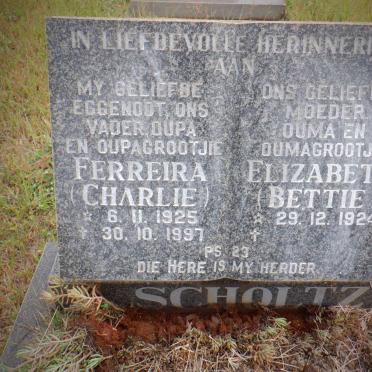 IN LIEFDEVOLLE HERINNERI
AAN
MY GELIEFDE
EGGENOOT, ONS
VADER, OUPA
EN OUPAGROOTJIE
FERREIRA
(CHARLIE)
☆ 6.11.1925
† 30.10.1997
ONS GELIEF
MOEDER
OUMA EN
OUMAGROOTJ
ELIZABET
(BETTIE
☆ 29.12.1924
†
PS 23
DIE HERE IS MY HERDER
SCHOLTZ